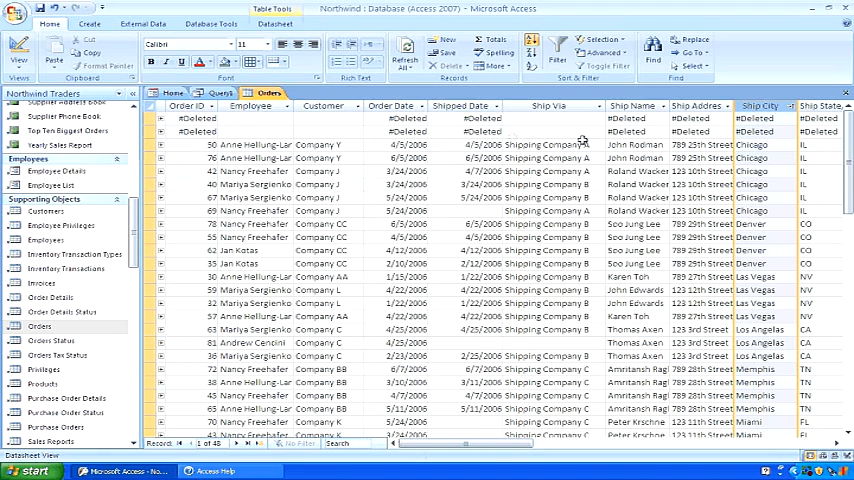 Table Tools Northwind : Database (Access 2007) - Microsoft Access
Home Create External Data Database Tools Datasheet
View Paste Cut Copy Format Painter Calibri 11 B I U Refresh All New Save Delete Totals Spelling More Filter Selection Advanced Toggle Filter Find Replace Go To Select
Views Clipboard Font Rich Text Records Sort & Filter Find
Northwind Traders Home Query1 Orders
Supplier Address Book
Supplier Phone Book
Top Ten Biggest Orders
Yearly Sales Report
Employees
Employee Details
Employee List
Supporting Objects
Customers
Employee Privileges
Employees
Inventory Transaction Types
Inventory Transactions
Invoices
Order Details
Order Details Status
Orders
Orders Status
Orders Tax Status
Privileges
Products
Purchase Order Details
Purchase Order Status
Purchase Orders
Sales Reports
Order ID Employee Customer Order Date Shipped Date Ship Via Ship Name Ship Addres Ship City Ship State
#Deleted #Deleted #Deleted #Deleted #Deleted #Deleted #Deleted
#Deleted #Deleted #Deleted #Deleted #Deleted #Deleted #Deleted
50 Anne Hellung-Lar Company Y 4/5/2006 4/5/2006 Shipping Company A John Rodman 789 25th Street Chicago IL
76 Anne Hellung-Lar Company Y 6/5/2006 6/5/2006 Shipping Company A John Rodman 789 25th Street Chicago IL
42 Nancy Freehafer Company J 3/24/2006 4/7/2006 Shipping Company A Roland Wacker 123 10th Street Chicago IL
40 Mariya Sergienko Company J 3/24/2006 3/24/2006 Shipping Company B Roland Wacker 123 10th Street Chicago IL
67 Mariya Sergienko Company J 5/24/2006 5/24/2006 Shipping Company B Roland Wacker 123 10th Street Chicago IL
69 Nancy Freehafer Company J 5/24/2006 Shipping Company A Roland Wacker 123 10th Street Chicago IL
78 Nancy Freehafer Company CC 6/5/2006 6/5/2006 Shipping Company B Soo Jung Lee 789 29th Street Denver CO
55 Nancy Freehafer Company CC 4/5/2006 4/5/2006 Shipping Company B Soo Jung Lee 789 29th Street Denver CO
62 Jan Kotas Company CC 4/12/2006 4/12/2006 Shipping Company B Soo Jung Lee 789 29th Street Denver CO
35 Jan Kotas Company CC 2/10/2006 2/12/2006 Shipping Company B Soo Jung Lee 789 29th Street Denver CO
30 Anne Hellung-Lar Company AA 1/15/2006 1/22/2006 Shipping Company B Karen Toh 789 27th Street Las Vegas NV
59 Mariya Sergienko Company L 4/22/2006 4/22/2006 Shipping Company B John Edwards 123 12th Street Las Vegas NV
32 Mariya Sergienko Company L 1/22/2006 1/22/2006 Shipping Company B John Edwards 123 12th Street Las Vegas NV
57 Anne Hellung-Lar Company AA 4/22/2006 4/22/2006 Shipping Company B Karen Toh 789 27th Street Las Vegas NV
63 Mariya Sergienko Company C 4/25/2006 4/25/2006 Shipping Company B Thomas Axen 123 3rd Street Los Angelas CA
81 Andrew Cencini Company C 4/25/2006 Thomas Axen 123 3rd Street Los Angelas CA
36 Mariya Sergienko Company C 2/23/2006 2/25/2006 Shipping Company B Thomas Axen 123 3rd Street Los Angelas CA
72 Nancy Freehafer Company BB 6/7/2006 6/7/2006 Shipping Company C Amritansh Ragl 789 28th Street Memphis TN
38 Anne Hellung-Lar Company BB 3/10/2006 3/11/2006 Shipping Company C Amritansh Ragl 789 28th Street Memphis TN
45 Nancy Freehafer Company BB 4/7/2006 4/7/2006 Shipping Company C Amritansh Ragl 789 28th Street Memphis TN
65 Anne Hellung-Lar Company BB 5/11/2006 5/11/2006 Shipping Company C Amritansh Ragl 789 28th Street Memphis TN
70 Nancy Freehafer Company K 5/24/2006 Shipping Company C Peter Krschne 123 11th Street Miami FL
43 Nancy Freehafer Company K 3/24/2006 Shipping Company B Peter Krschne 123 11th Street Miami FL
Record: 1 of 48 No Filter Search
Datasheet View
start Microsoft Access - No... Access Help